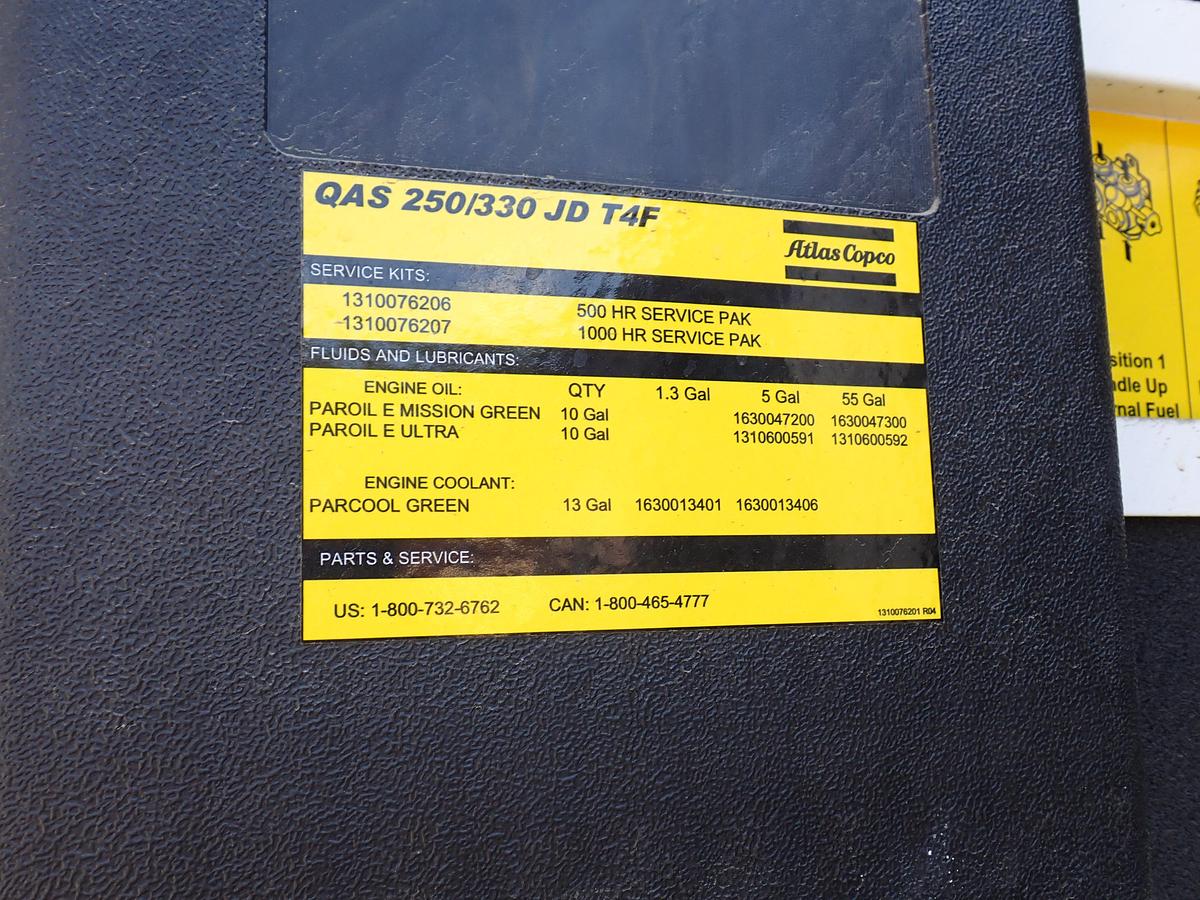 QAS 250/330 JD T4F
Atlas Copco
SERVICE KITS:
1310076206 500 HR SERVICE PAK
1310076207 1000 HR SERVICE PAK
FLUIDS AND LUBRICANTS:
ENGINE OIL: QTY 1.3 Gal 5 Gal 55 Gal
PAROIL E MISSION GREEN 10 Gal 1630047200 1630047300
PAROIL E ULTRA 10 Gal 1310600591 1310600592
ENGINE COOLANT:
PARCOOL GREEN 13 Gal 1630013401 1630013406
PARTS & SERVICE:
US: 1-800-732-6762 CAN: 1-800-465-4777
1310076201 R04
sition 1
ndle Up
rnal Fuel